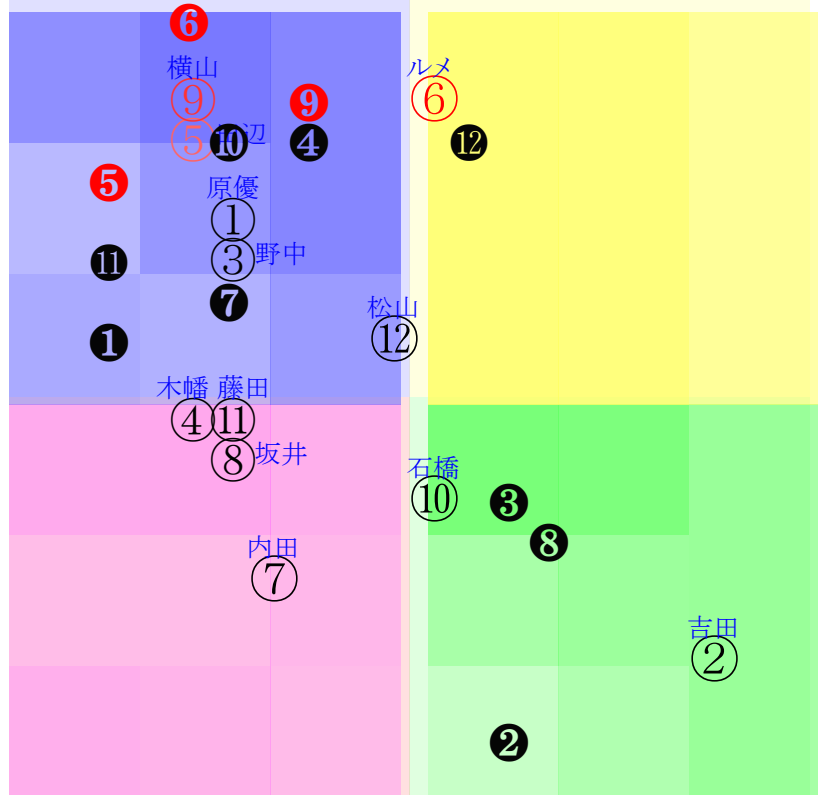 ❻
横山
ルメ
⑨
❾
⑥
⑤
❿
辺
❹
⓬
❺
原優
①
③野中
⓫
❼
松山
❶
⑫
木幡 藤田
④⑪
⑧坂井
石橋
⑩
❸
❽
内田
⑦
吉田
②
❷